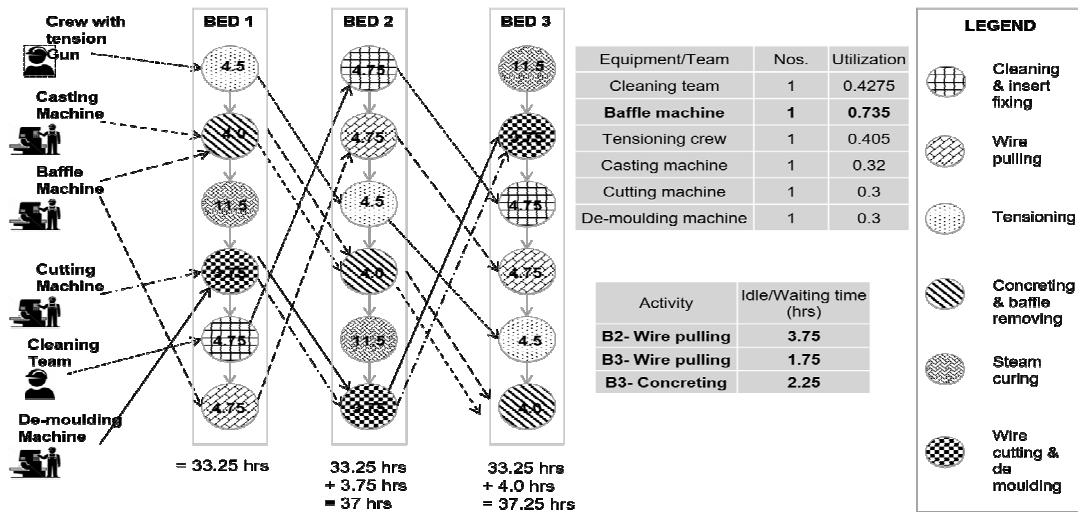 Crew with
tension
Gun
Casting
Machine
Baffle
Machine
Cutting
Machine
Cleaning
Team
De-moulding
Machine
BED 1
4.5
4.0
11.5
3.75
4.75
4.75
= 33.25 hrs
BED 2
4.75
4.75
4.5
4.0
11.5
3.75
33.25 hrs
+ 3.75 hrs
= 37 hrs
BED 3
11.5
3.75
4.75
4.75
4.5
4.0
33.25 hrs
+ 4.0 hrs
= 37.25 hrs
Equipment/Team Nos. Utilization
Cleaning team 1 0.4275
Baffle machine 1 0.735
Tensioning crew 1 0.405
Casting machine 1 0.32
Cutting machine 1 0.3
De-moulding machine 1 0.3
Activity Idle/Waiting time
(hrs)
B2- Wire pulling 3.75
B3- Wire pulling 1.75
B3- Concreting 2.25
LEGEND
Cleaning
& insert
fixing
Wire
pulling
Tensioning
Concreting
& baffle
removing
Steam
curing
Wire
cutting &
de
moulding